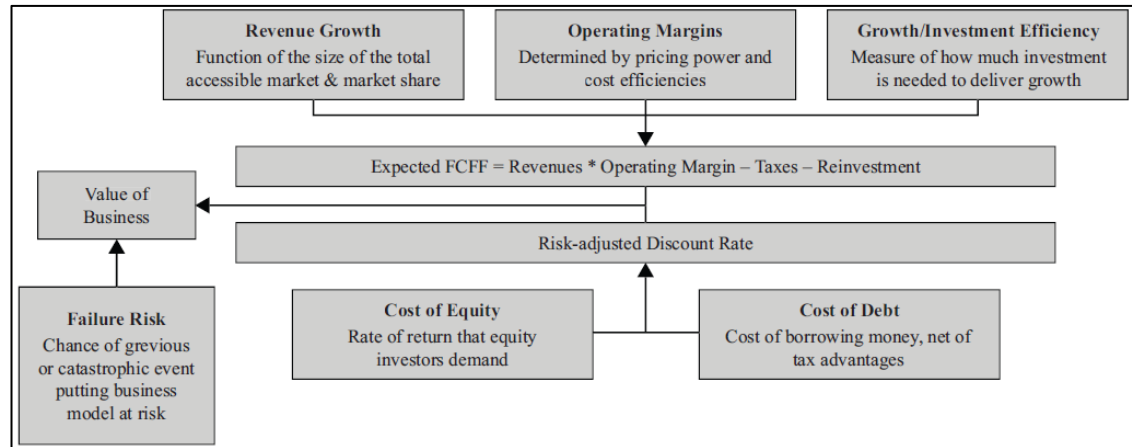 Revenue Growth
Function of the size of the total
accessible market & market share
Operating Margins
Determined by pricing power and
cost efficiencies
Growth/Investment Efficiency
Measure of how much investment
is needed to deliver growth
Expected FCFF = Revenues * Operating Margin – Taxes – Reinvestment
Value of
Business
Risk-adjusted Discount Rate
Failure Risk
Chance of grevious
or catastrophic event
putting business
model at risk
Cost of Equity
Rate of return that equity
investors demand
Cost of Debt
Cost of borrowing money, net of
tax advantages